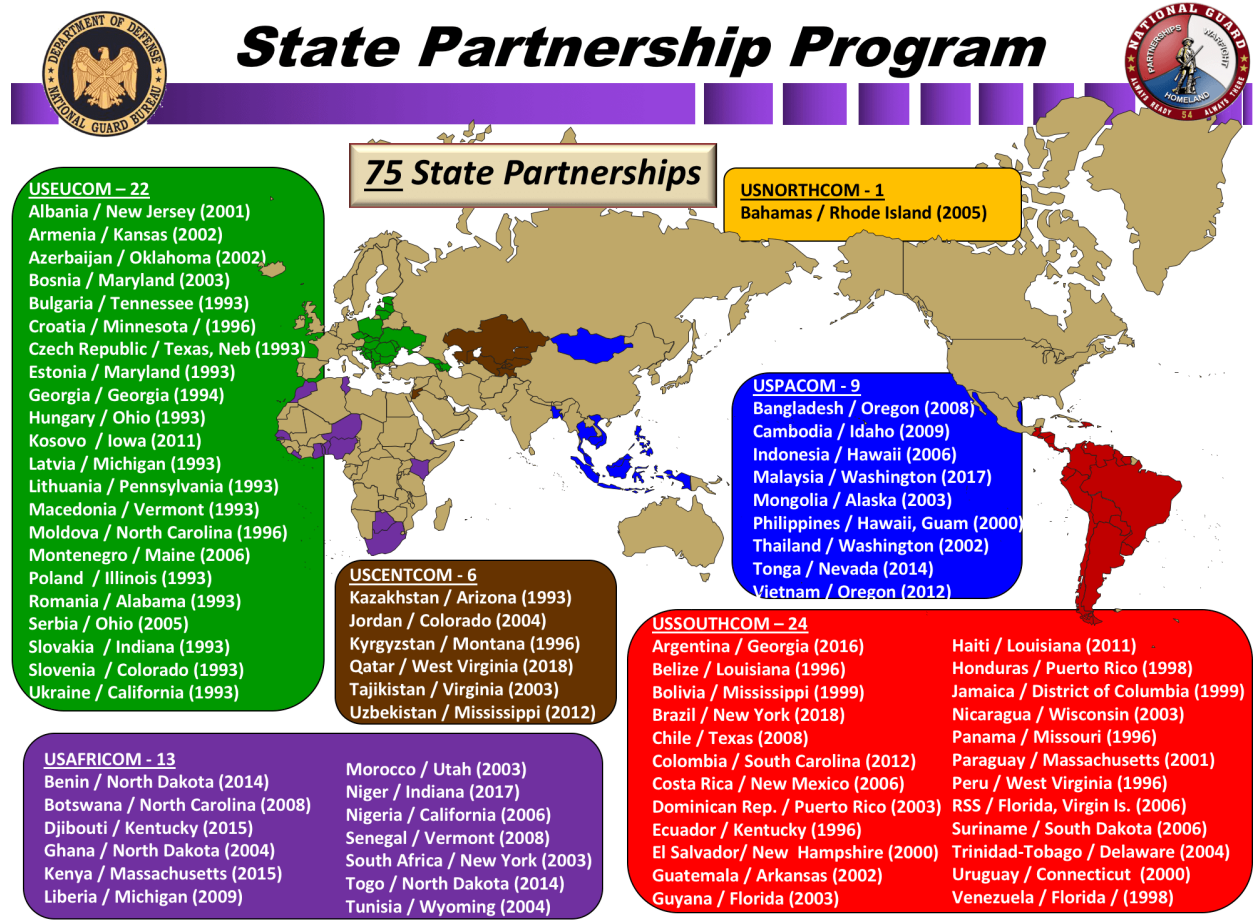 State Partnership Program
DEPARTMENT OF DEFENSE
NATIONAL GUARD BUREAU
NATIONAL GUARD
PARTNERSHIPS
WARFIGHT
HOMELAND
ALWAYS READY 54 ALWAYS THERE
75 State Partnerships
USEUCOM – 22
Albania / New Jersey (2001)
Armenia / Kansas (2002)
Azerbaijan / Oklahoma (2002)
Bosnia / Maryland (2003)
Bulgaria / Tennessee (1993)
Croatia / Minnesota / (1996)
Czech Republic / Texas, Neb (1993)
Estonia / Maryland (1993)
Georgia / Georgia (1994)
Hungary / Ohio (1993)
Kosovo / Iowa (2011)
Latvia / Michigan (1993)
Lithuania / Pennsylvania (1993)
Macedonia / Vermont (1993)
Moldova / North Carolina (1996)
Montenegro / Maine (2006)
Poland / Illinois (1993)
Romania / Alabama (1993)
Serbia / Ohio (2005)
Slovakia / Indiana (1993)
Slovenia / Colorado (1993)
Ukraine / California (1993)
USNORTHCOM - 1
Bahamas / Rhode Island (2005)
USPACOM - 9
Bangladesh / Oregon (2008)
Cambodia / Idaho (2009)
Indonesia / Hawaii (2006)
Malaysia / Washington (2017)
Mongolia / Alaska (2003)
Philippines / Hawaii, Guam (2000)
Thailand / Washington (2002)
Tonga / Nevada (2014)
Vietnam / Oregon (2012)
USCENTCOM - 6
Kazakhstan / Arizona (1993)
Jordan / Colorado (2004)
Kyrgyzstan / Montana (1996)
Qatar / West Virginia (2018)
Tajikistan / Virginia (2003)
Uzbekistan / Mississippi (2012)
USSOUTHCOM – 24
Argentina / Georgia (2016)
Belize / Louisiana (1996)
Bolivia / Mississippi (1999)
Brazil / New York (2018)
Chile / Texas (2008)
Colombia / South Carolina (2012)
Costa Rica / New Mexico (2006)
Dominican Rep. / Puerto Rico (2003)
Ecuador / Kentucky (1996)
El Salvador/ New Hampshire (2000)
Guatemala / Arkansas (2002)
Guyana / Florida (2003)
Haiti / Louisiana (2011)
Honduras / Puerto Rico (1998)
Jamaica / District of Columbia (1999)
Nicaragua / Wisconsin (2003)
Panama / Missouri (1996)
Paraguay / Massachusetts (2001)
Peru / West Virginia (1996)
RSS / Florida, Virgin Is. (2006)
Suriname / South Dakota (2006)
Trinidad-Tobago / Delaware (2004)
Uruguay / Connecticut (2000)
Venezuela / Florida / (1998)
USAFRICOM - 13
Benin / North Dakota (2014)
Botswana / North Carolina (2008)
Djibouti / Kentucky (2015)
Ghana / North Dakota (2004)
Kenya / Massachusetts (2015)
Liberia / Michigan (2009)
Morocco / Utah (2003)
Niger / Indiana (2017)
Nigeria / California (2006)
Senegal / Vermont (2008)
South Africa / New York (2003)
Togo / North Dakota (2014)
Tunisia / Wyoming (2004)